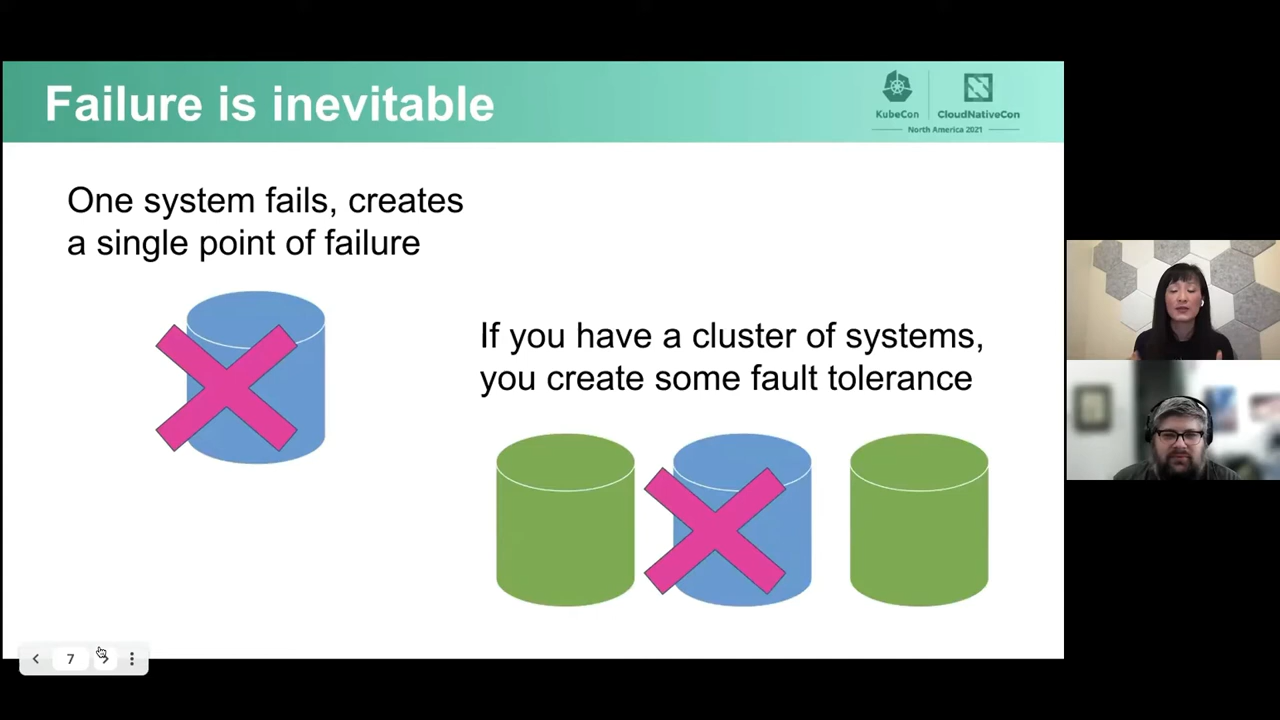 Failure is inevitable
KubeCon
CloudNativeCon
North America 2021
One system fails, creates
a single point of failure
If you have a cluster of systems,
you create some fault tolerance
7